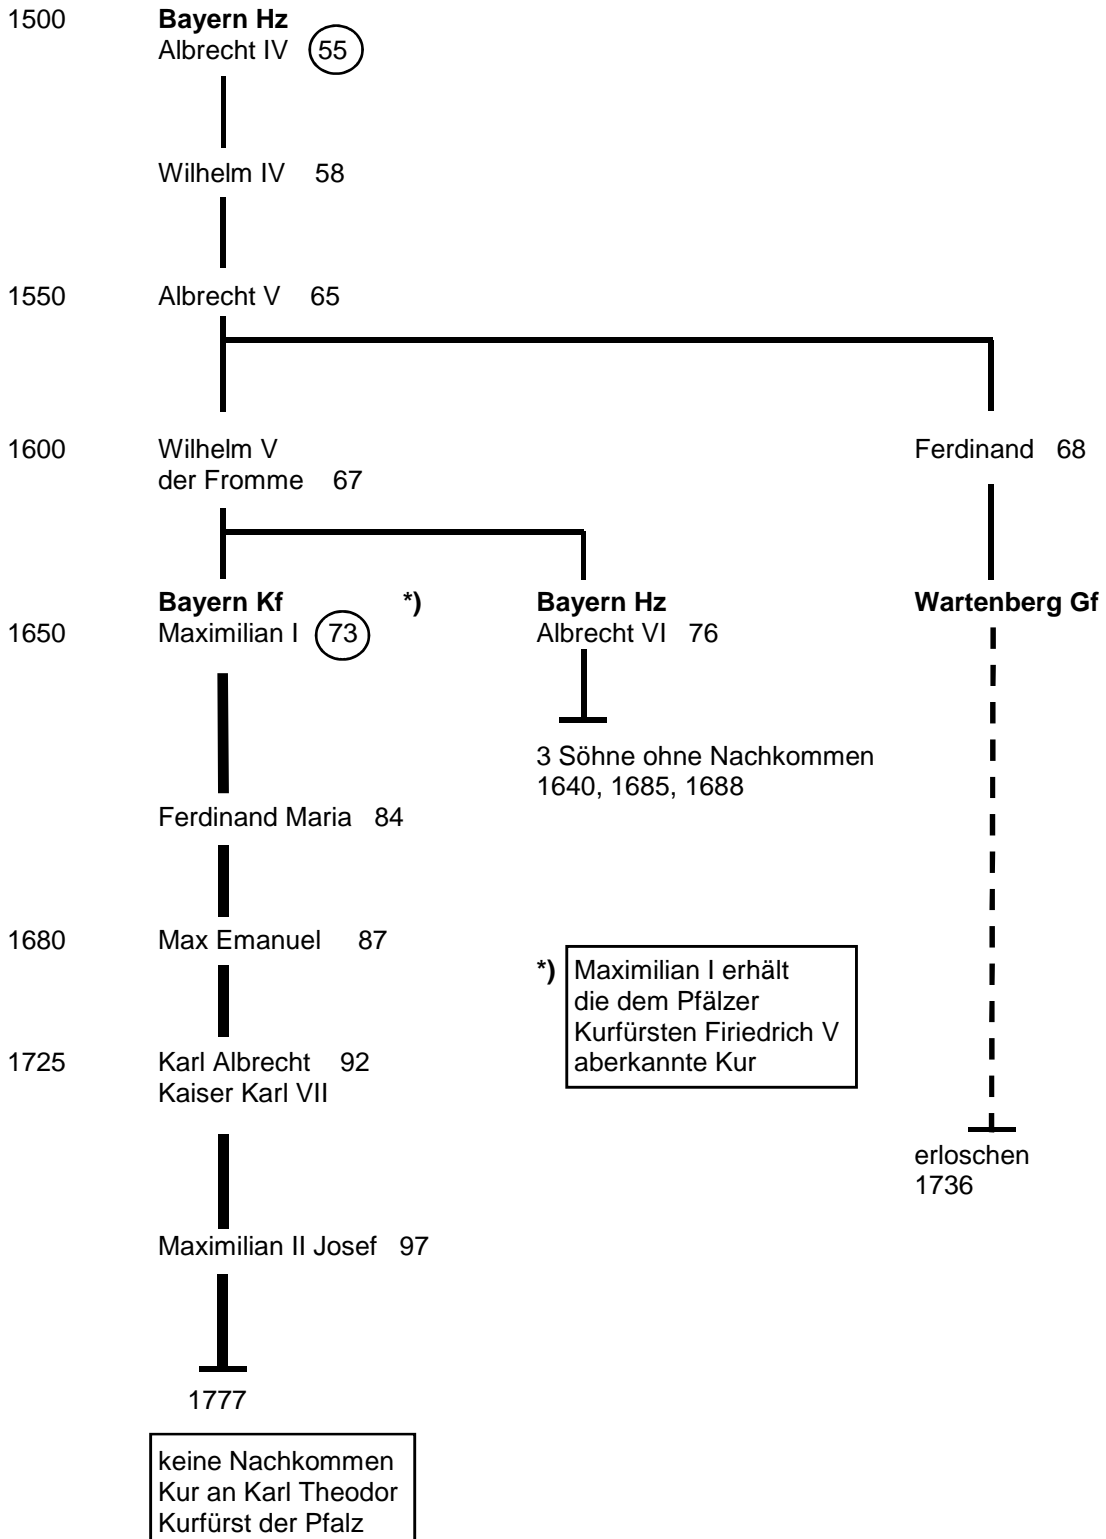 1500 Bayern Hz
Albrecht IV 55
Wilhelm IV 58
1550 Albrecht V 65
1600 Wilhelm V Ferdinand 68
der Fromme 67
Bayern Kf *) Bayern Hz Wartenberg Gf
1650 Maximilian I 73 Albrecht VI 76
3 Söhne ohne Nachkommen
1640, 1685, 1688
Ferdinand Maria 84
1680 Max Emanuel 87
*) Maximilian I erhält
die dem Pfälzer
Kurfürsten Firiedrich V
aberkannte Kur
1725 Karl Albrecht 92
Kaiser Karl VII
erloschen
1736
Maximilian II Josef 97
1777
keine Nachkommen
Kur an Karl Theodor
Kurfürst der Pfalz